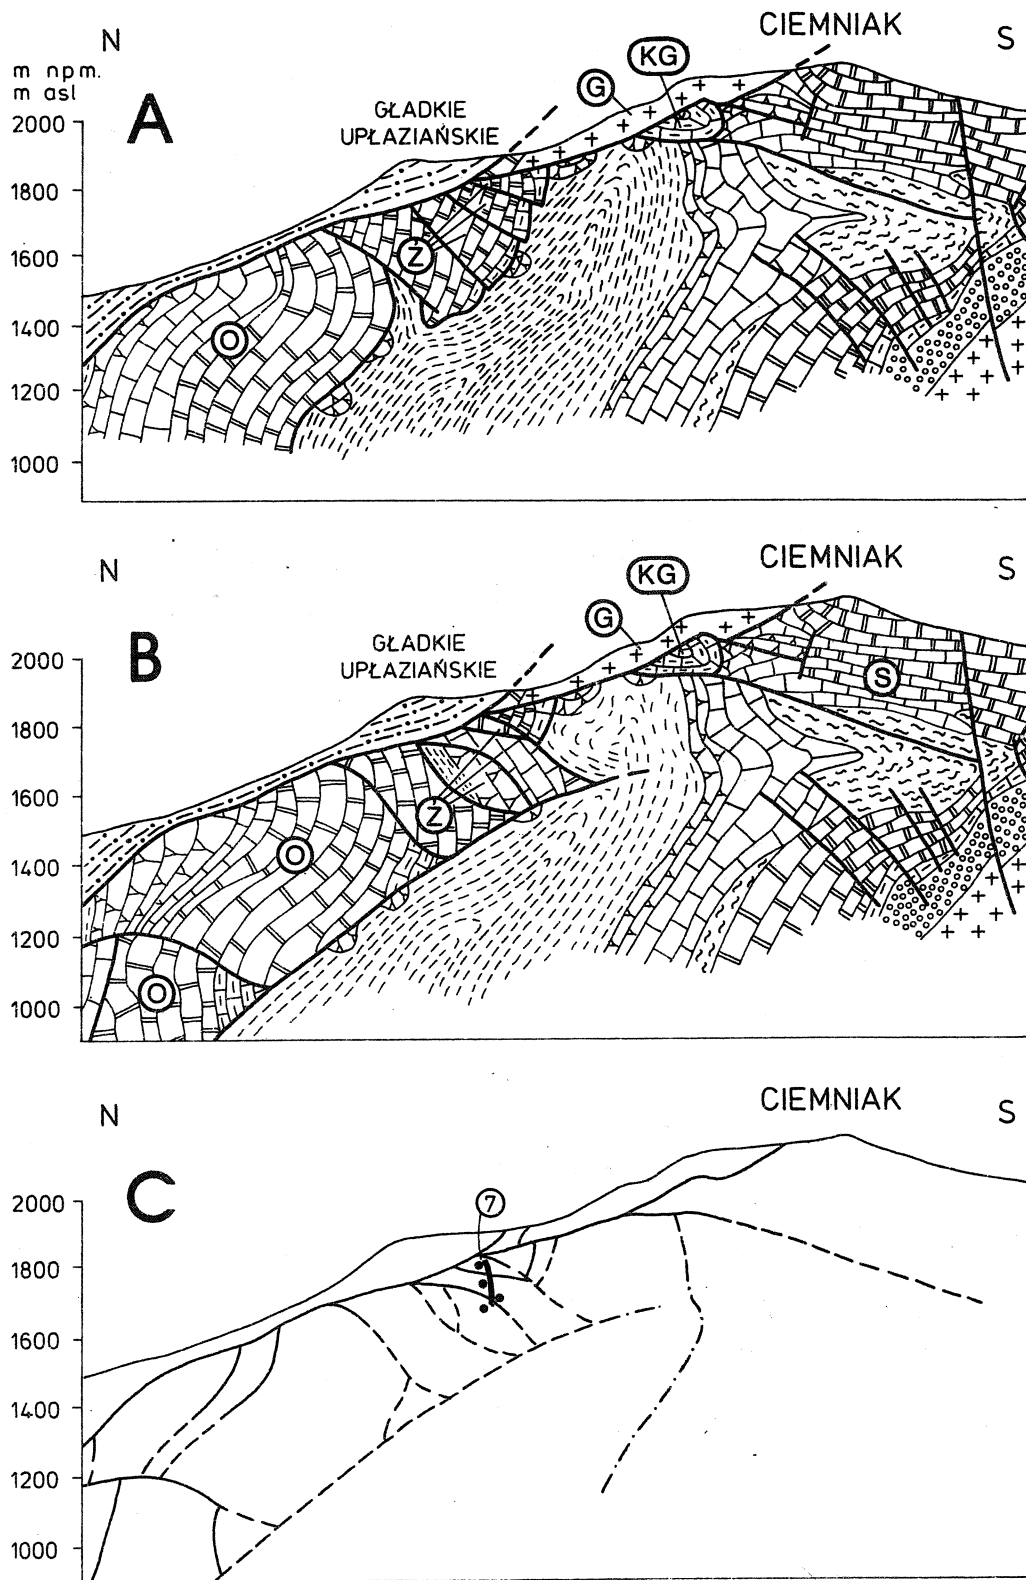 N
CIEMNIAK
S
m npm.
m asl
A
GŁADKIE
UPŁAZIAŃSKIE
G
KG
2000
1800
1600
1400
1200
1000
Ż
O
N
CIEMNIAK
S
B
GŁADKIE
UPŁAZIAŃSKIE
G
KG
2000
1800
1600
1400
1200
1000
S
Ż
O
O
N
CIEMNIAK
S
C
7
2000
1800
1600
1400
1200
1000